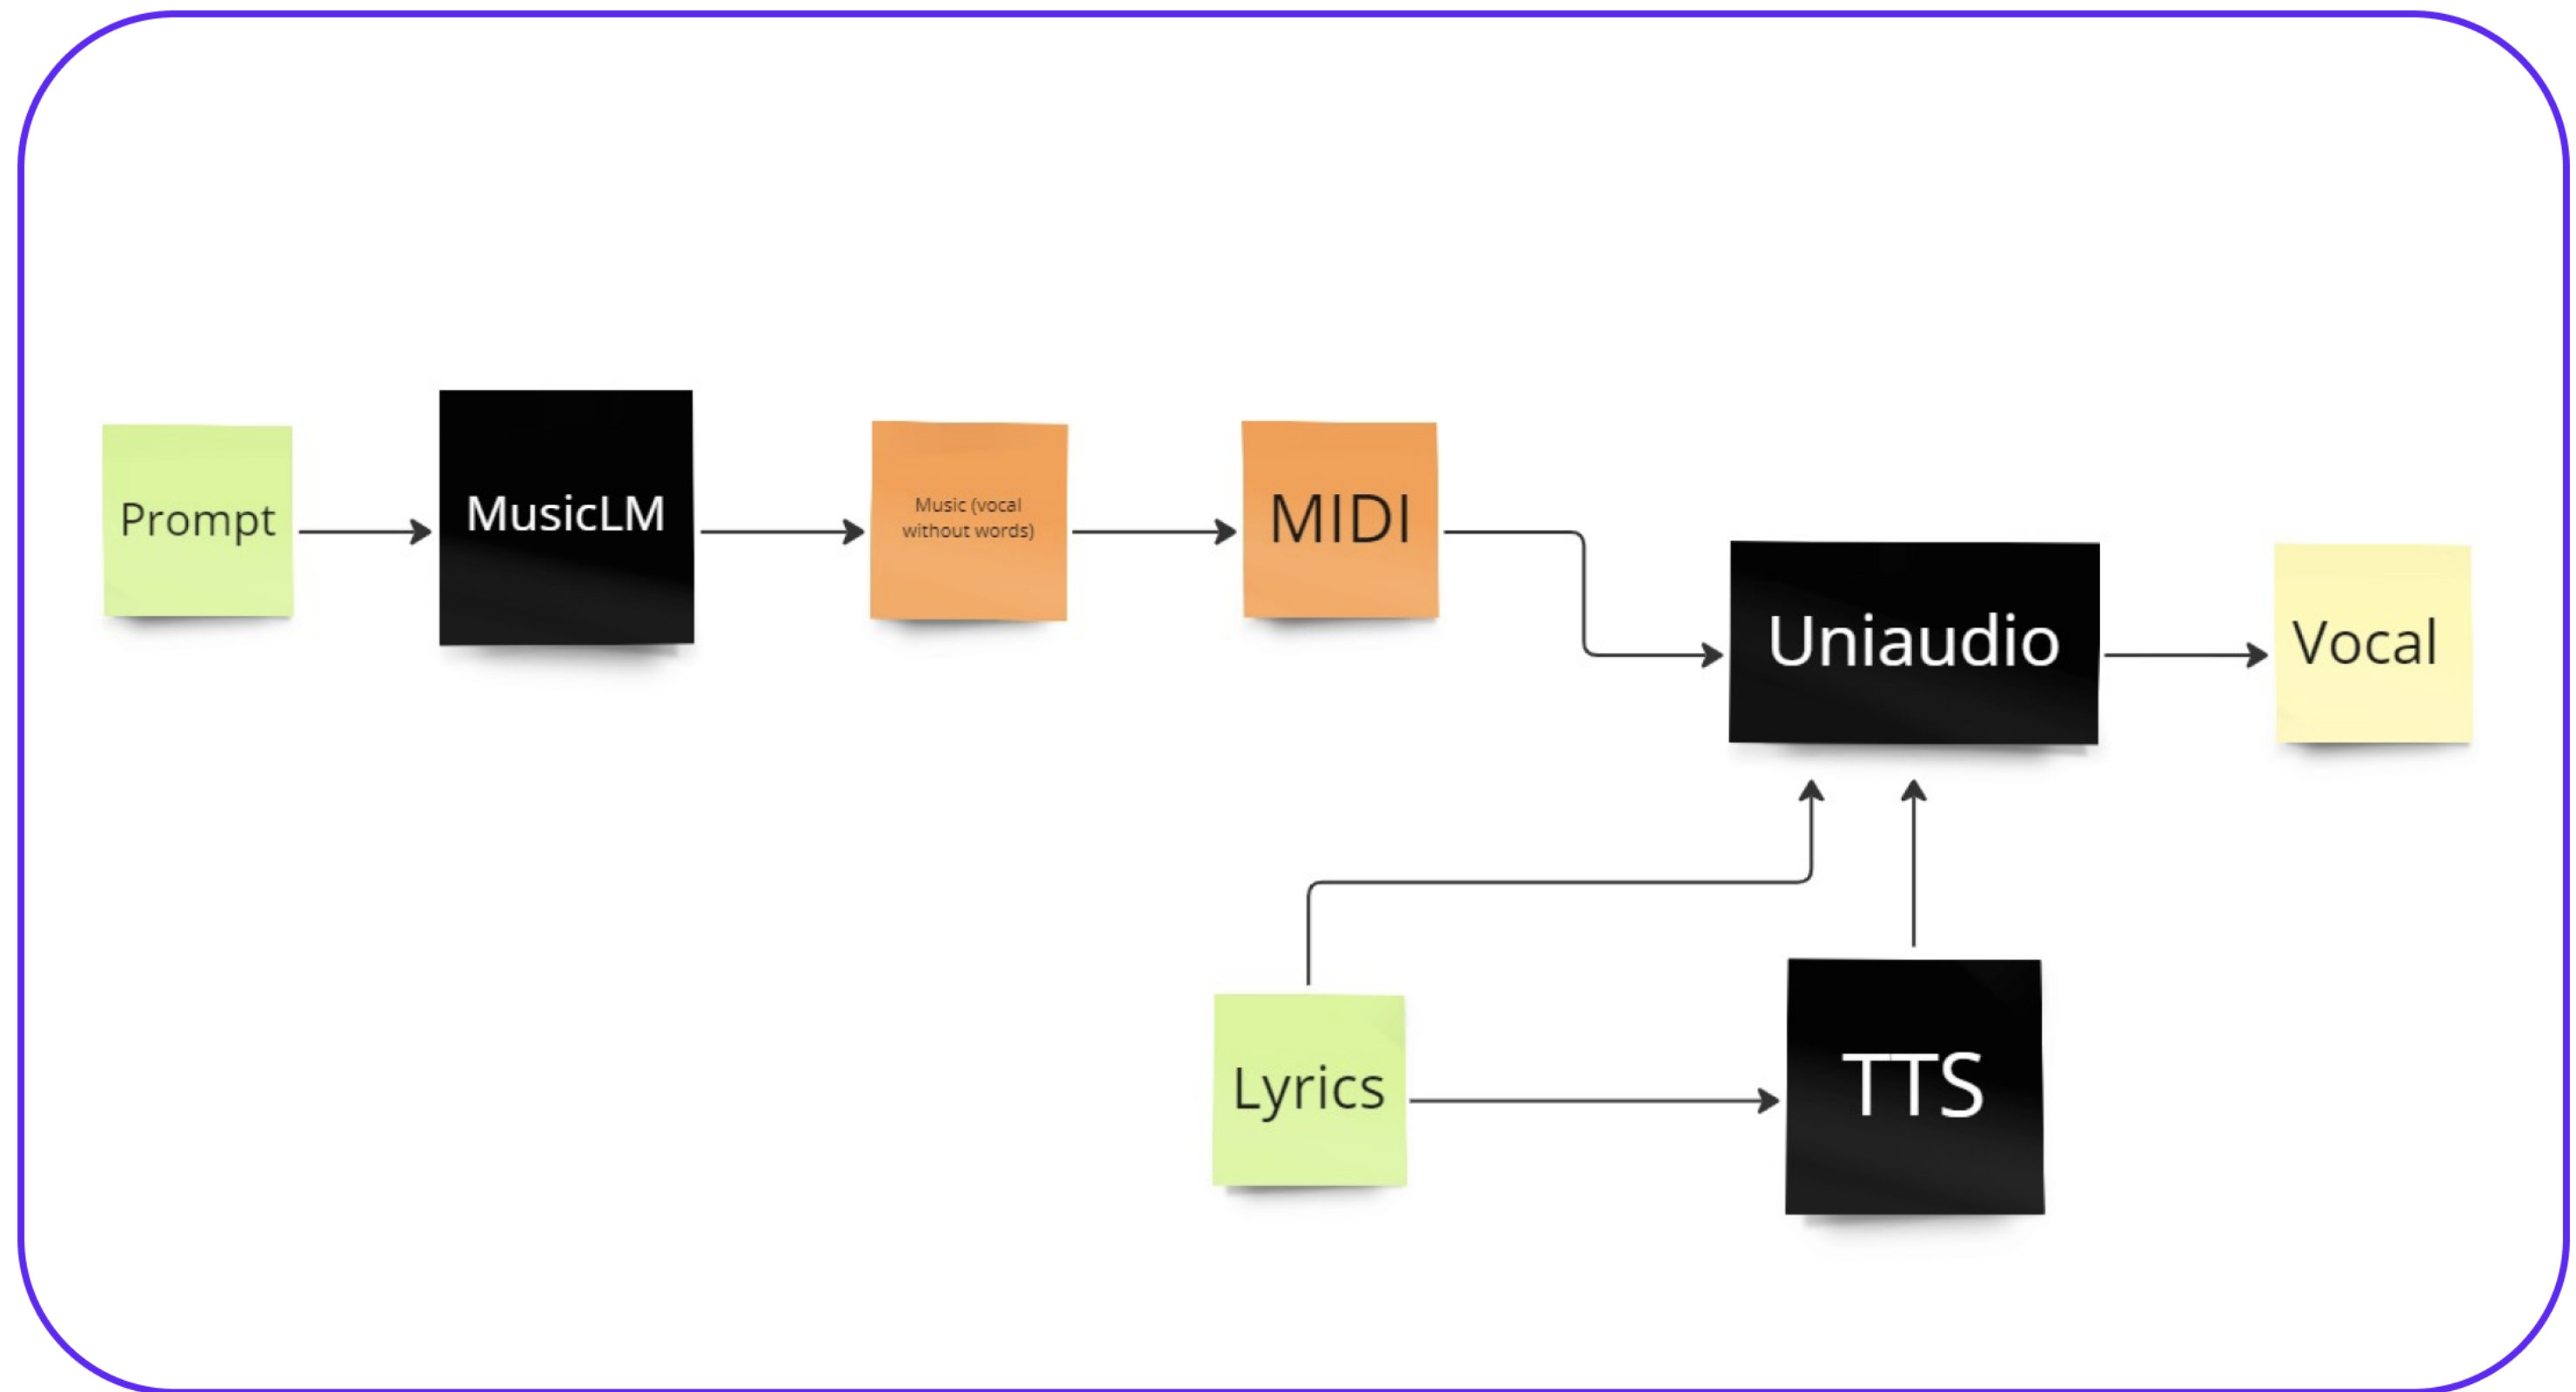 Prompt
MusicLM
Music (vocal
without words)
MIDI
Uniaudio
Vocal
Lyrics
TTS